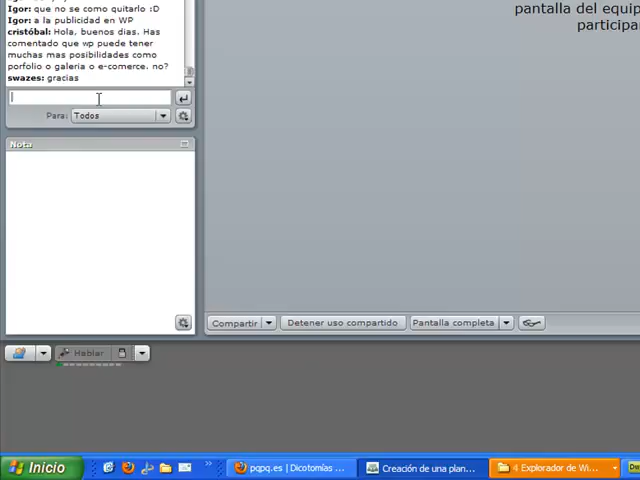 pantalla del equip
participa
Igor: que no se como quitarlo :D
Igor: a la publicidad en WP
cristóbal: Hola, buenos dias. Has
comentado que wp puede tener
muchas mas posibilidades como
porfolio o galeria o e-comerce. no?
swazes: gracias
Para: Todos
Nota
Compartir
Detener uso compartido
Pantalla completa
Hablar
Inicio
pqpq.es | Dicotomías ...
Creación de una plan...
4 Explorador de Wi...
Dw